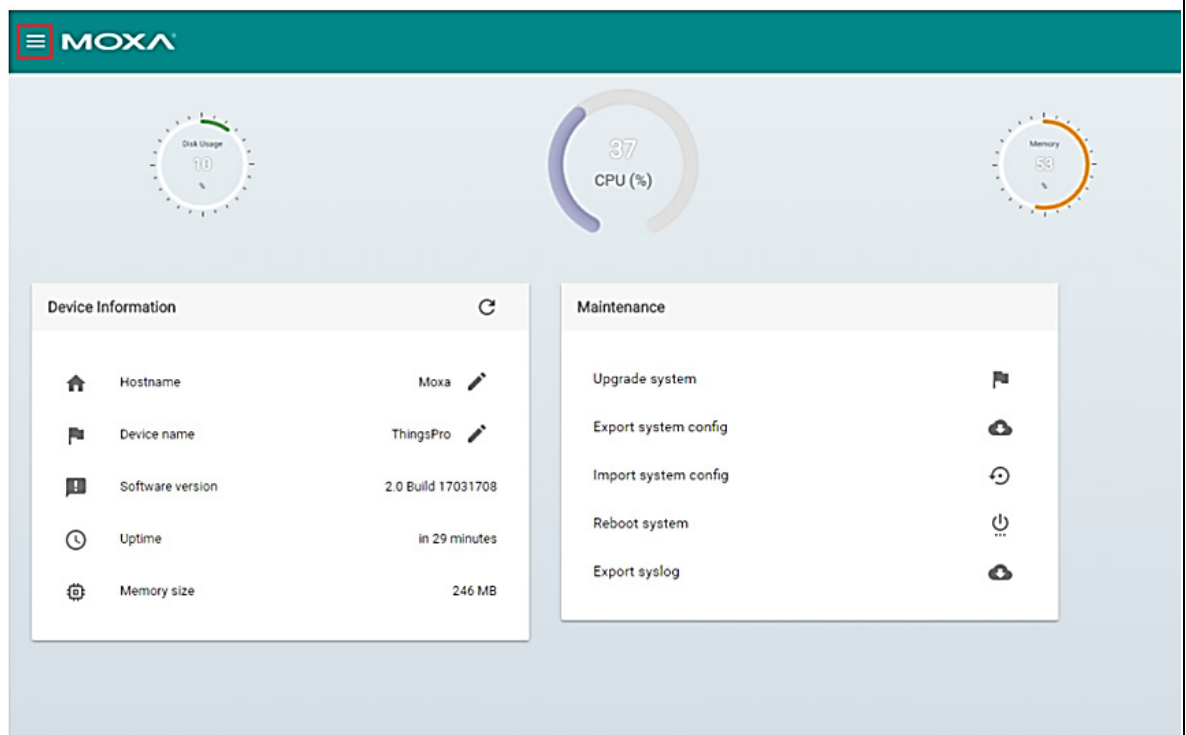 MOXA
Disk Usage
10
%
37
CPU (%)
Memory
53
%
Device Information
Hostname Moxa
Device name ThingsPro
Software version 2.0 Build 17031708
Uptime in 29 minutes
Memory size 246 MB
Maintenance
Upgrade system
Export system config
Import system config
Reboot system
Export syslog